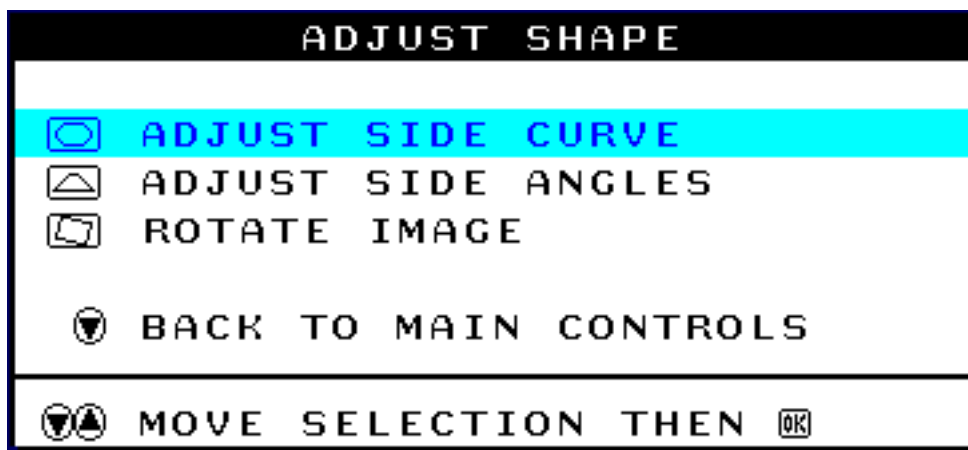 ADJUST SHAPE
ADJUST SIDE CURVE
ADJUST SIDE ANGLES
ROTATE IMAGE
BACK TO MAIN CONTROLS
MOVE SELECTION THEN OK